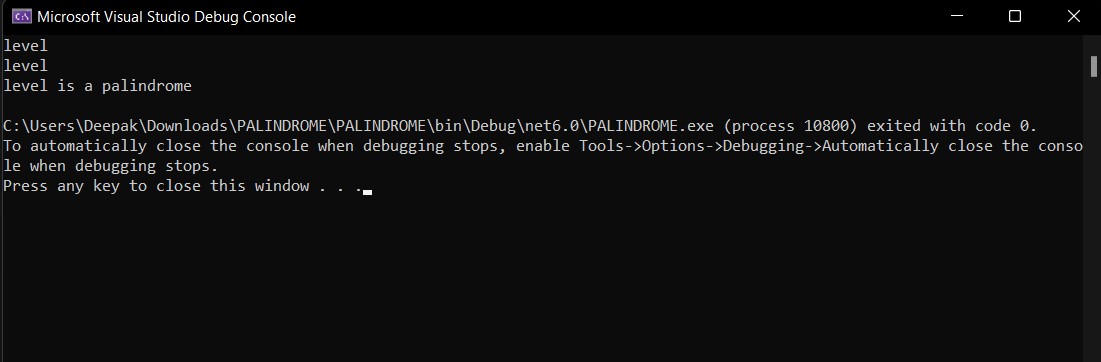 Microsoft Visual Studio Debug Console
level
level
level is a palindrome
C:\Users\Deepak\Downloads\PALINDROME\PALINDROME\bin\Debug\net6.0\PALINDROME.exe (process 10800) exited with code 0.
To automatically close the console when debugging stops, enable Tools->Options->Debugging->Automatically close the conso
le when debugging stops.
Press any key to close this window . . .